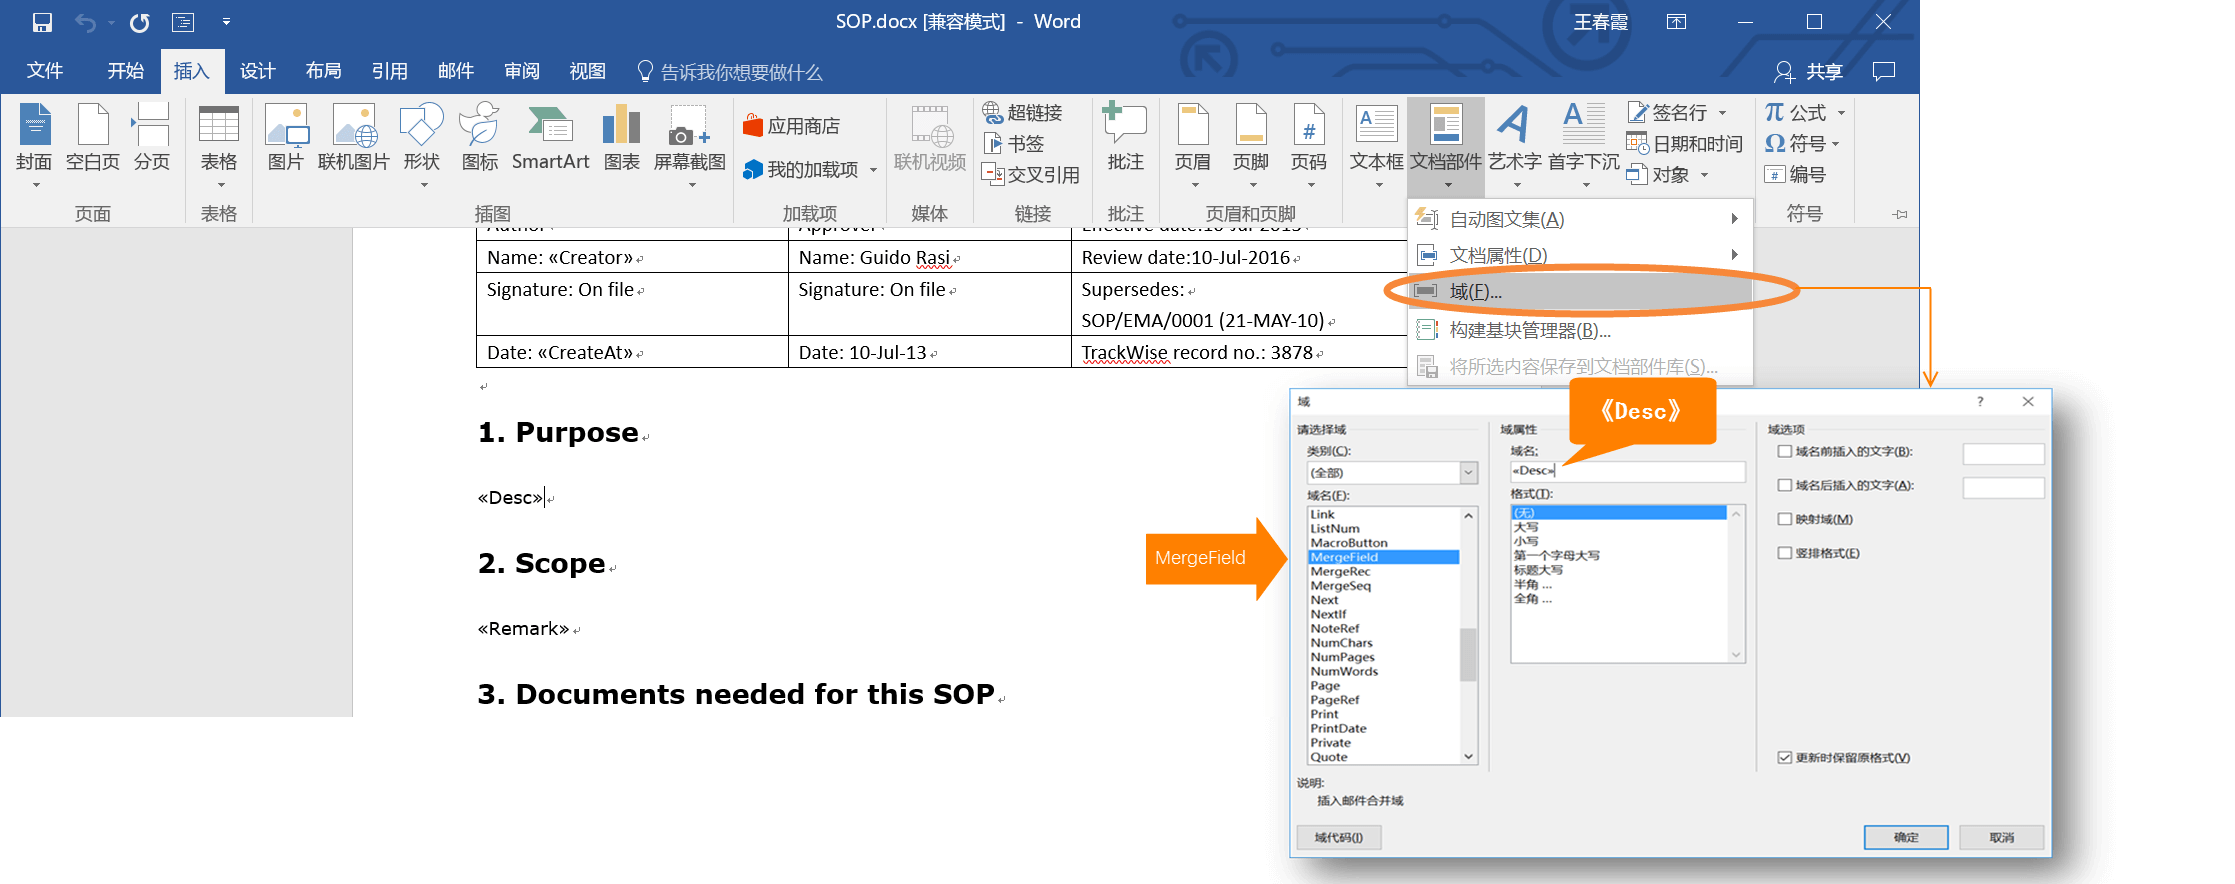 SOP.docx [兼容模式] - Word
王春霞
文件 开始 插入 设计 布局 引用 邮件 审阅 视图 告诉我你想要做什么
共享
封面 空白页 分页
页面
表格
表格
图片 联机图片 形状 图标 SmartArt 图表 屏幕截图
插图
应用商店
我的加载项
加载项
联机视频
媒体
超链接
书签
交叉引用
链接
批注
批注
页眉 页脚 页码
页眉和页脚
文本框 文档部件 艺术字 首字下沉
签名行
日期和时间
对象
π 公式
Ω 符号
# 编号
符号
自动图文集(A)
文档属性(D)
域(F)...
构建基块管理器(B)...
将所选内容保存到文档部件库(S)...
Author Approver Effective date:10-Jul-2013
Name: «Creator» Name: Guido Rasi Review date:10-Jul-2016
Signature: On file Signature: On file Supersedes:
SOP/EMA/0001 (21-MAY-10)
Date: «CreateAt» Date: 10-Jul-13 TrackWise record no.: 3878
1. Purpose
«Desc»
2. Scope
«Remark»
3. Documents needed for this SOP
MergeField
《Desc》
域
请选择域
类别(C):
(全部)
域名(F):
Link
ListNum
MacroButton
MergeField
MergeRec
MergeSeq
Next
NextIf
NoteRef
NumChars
NumPages
NumWords
Page
PageRef
Print
PrintDate
Private
Quote
域属性
域名:
«Desc»
格式(T):
(无)
大写
小写
第一个字母大写
标题大写
半角 ...
全角 ...
域选项
域名前插入的文字(B):
域名后插入的文字(A):
映射域(M)
竖排格式(E)
更新时保留原格式(V)
说明:
插入邮件合并域
域代码(I)
确定
取消